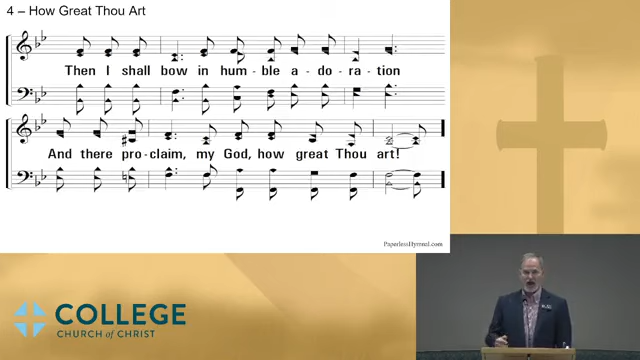 4 – How Great Thou Art
Then I shall bow in hum - ble a - do - ra - tion
And there pro-claim, my God, how great Thou art!
PaperlessHymnal.com
COLLEGE
CHURCH of CHRIST